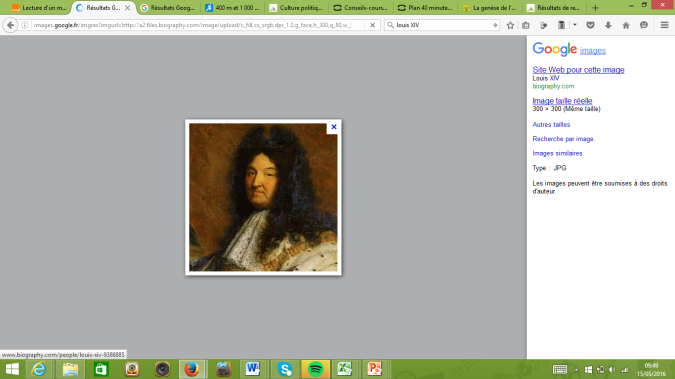 Lecture d'un m...
Résultats G...
Résultats Goog...
400 m et 1 000 ...
Culture politiq...
Conseils-cours...
Plan 40 minute...
La genèse de l'...
Résultats de re...
images.google.fr/imgres?imgurl=http://a2.files.biography.com/image/upload/c_fill,cs_srgb,dpr_1.0,g_face,h_300,q_80,w_
louis XIV
Google images
Site Web pour cette image
Louis XIV
biography.com
Image taille réelle
300 × 300 (Même taille)
Autres tailles
Recherche par image
Images similaires
Type : JPG
Les images peuvent être soumises à des droits
d'auteur.
www.biography.com/people/louis-xiv-9386885
09:49
15/05/2016